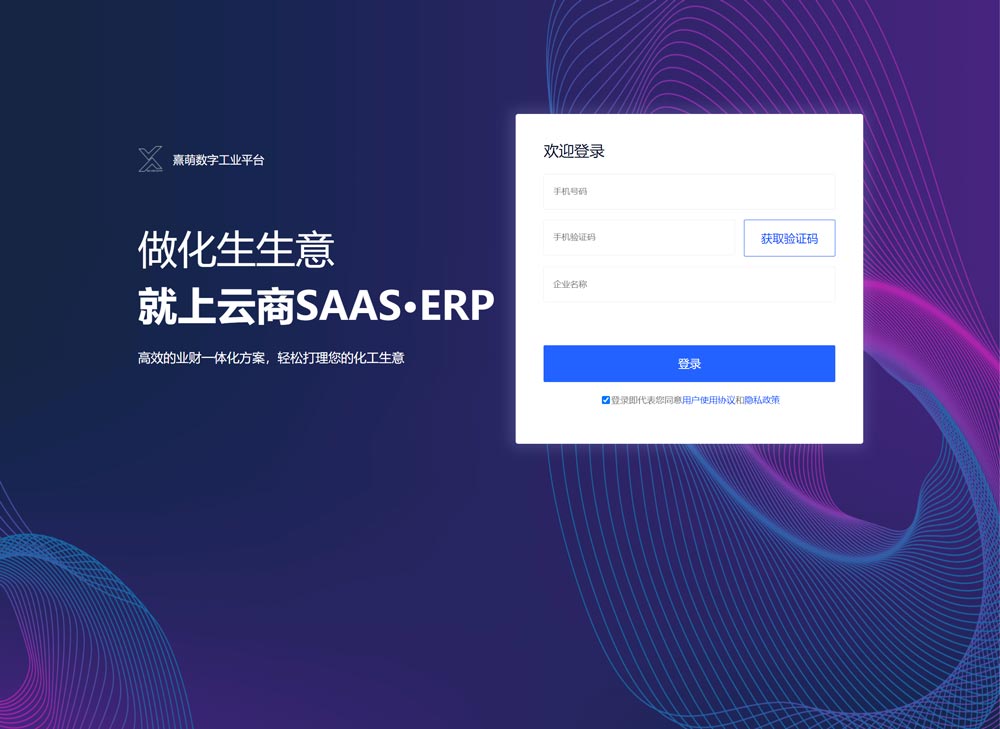 熹萌数字工业平台
做化生生意
就上云商SAAS•ERP
高效的业财一体化方案，轻松打理您的化工生意
欢迎登录
手机号码
手机验证码
获取验证码
企业名称
登录
登录即代表您同意用户使用协议和隐私政策